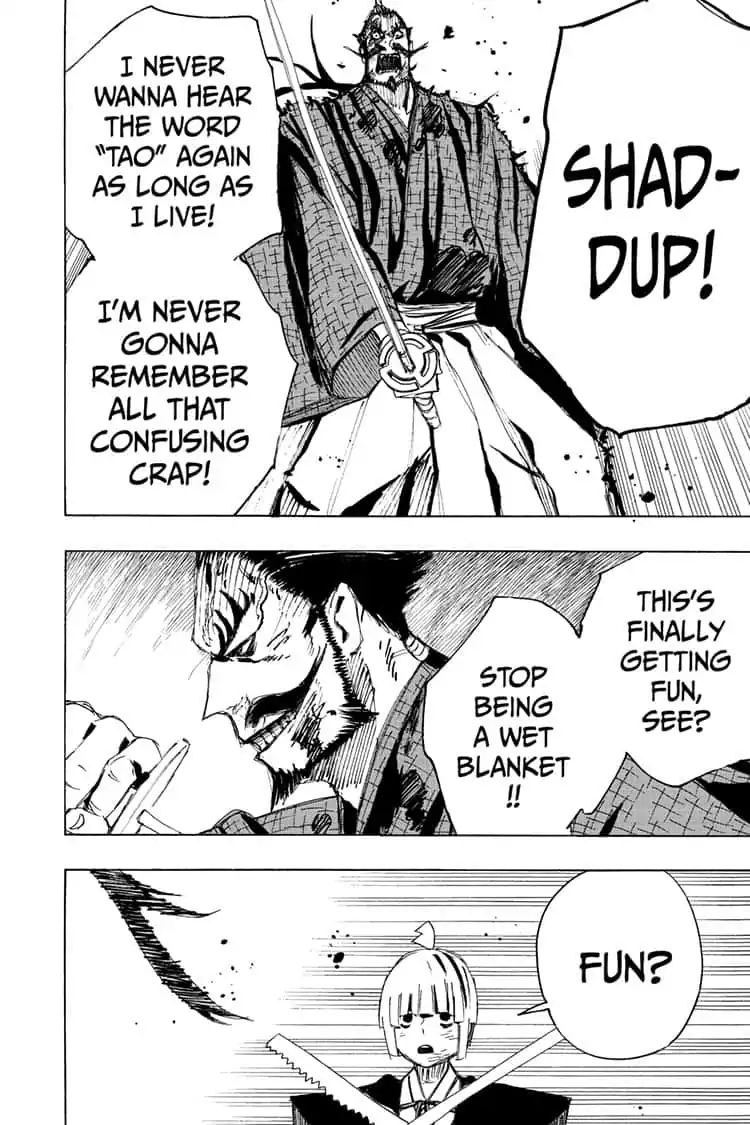 SHAD-
DUP!
I NEVER
WANNA HEAR
THE WORD
"TAO" AGAIN
AS LONG AS
I LIVE!
I'M NEVER
GONNA
REMEMBER
ALL THAT
CONFUSING
CRAP!
THIS'S
FINALLY
GETTING
FUN,
SEE?
STOP
BEING
A WET
BLANKET
!!
FUN?